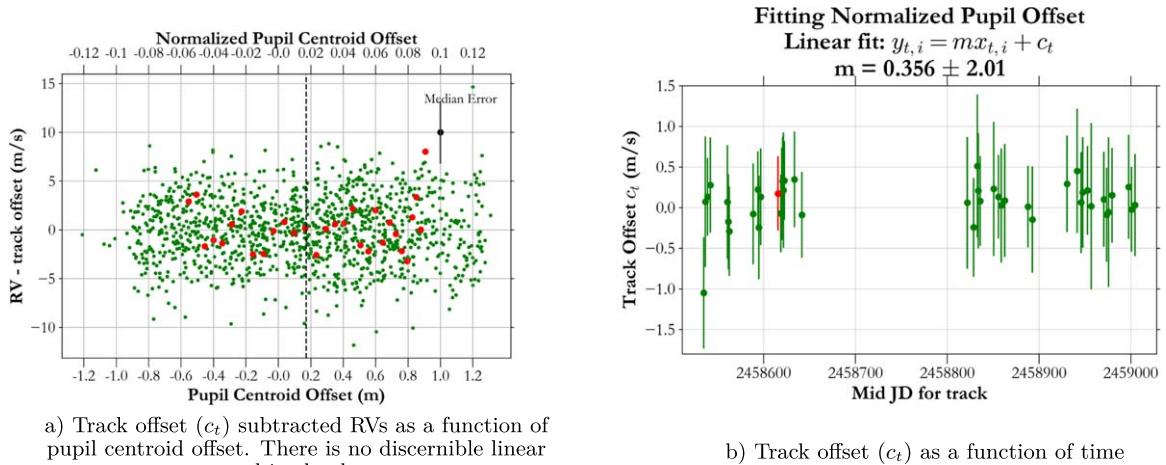 Normalized Pupil Centroid Offset
-0.12 -0.1 -0.08 -0.06 -0.04 -0.02 0.0 0.02 0.04 0.06 0.08 0.1 0.12
Median Error
RV - track offset (m/s)
15
10
5
0
−5
−10
-1.2 -1.0 -0.8 -0.6 -0.4 -0.2 0.0 0.2 0.4 0.6 0.8 1.0 1.2
Pupil Centroid Offset (m)
a) Track offset (c_t) subtracted RVs as a function of
pupil centroid offset. There is no discernible linear
Fitting Normalized Pupil Offset
Linear fit: y_{t,i} = mx_{t,i} + c_t
m = 0.356 ± 2.01
Track Offset c_t (m/s)
1.5
1.0
0.5
0.0
−0.5
−1.0
−1.5
2458600 2458700 2458800 2458900 2459000
Mid JD for track
b) Track offset (c_t) as a function of time